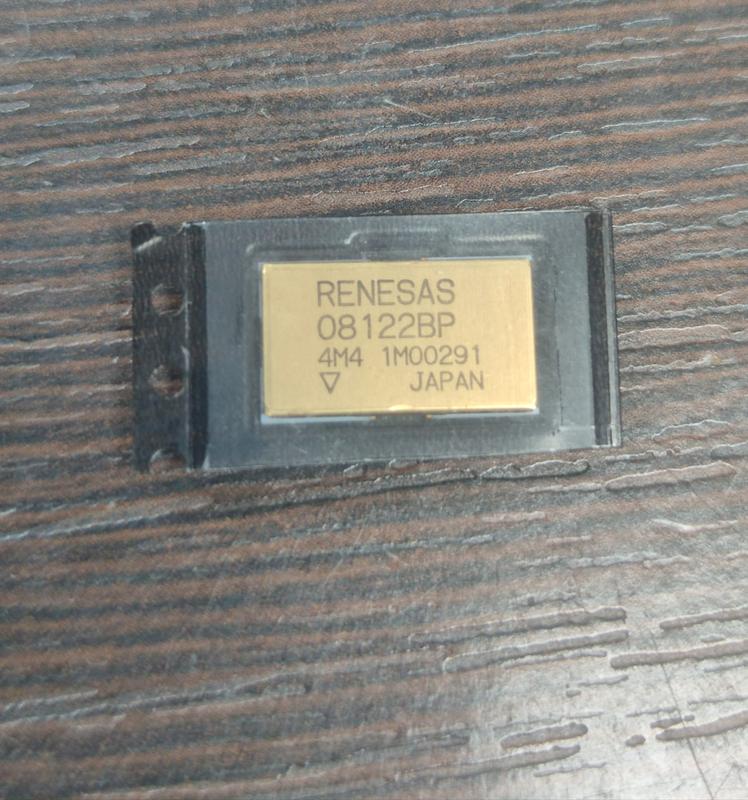 RENESAS
08122BP
4M4 1M00291
▽ JAPAN